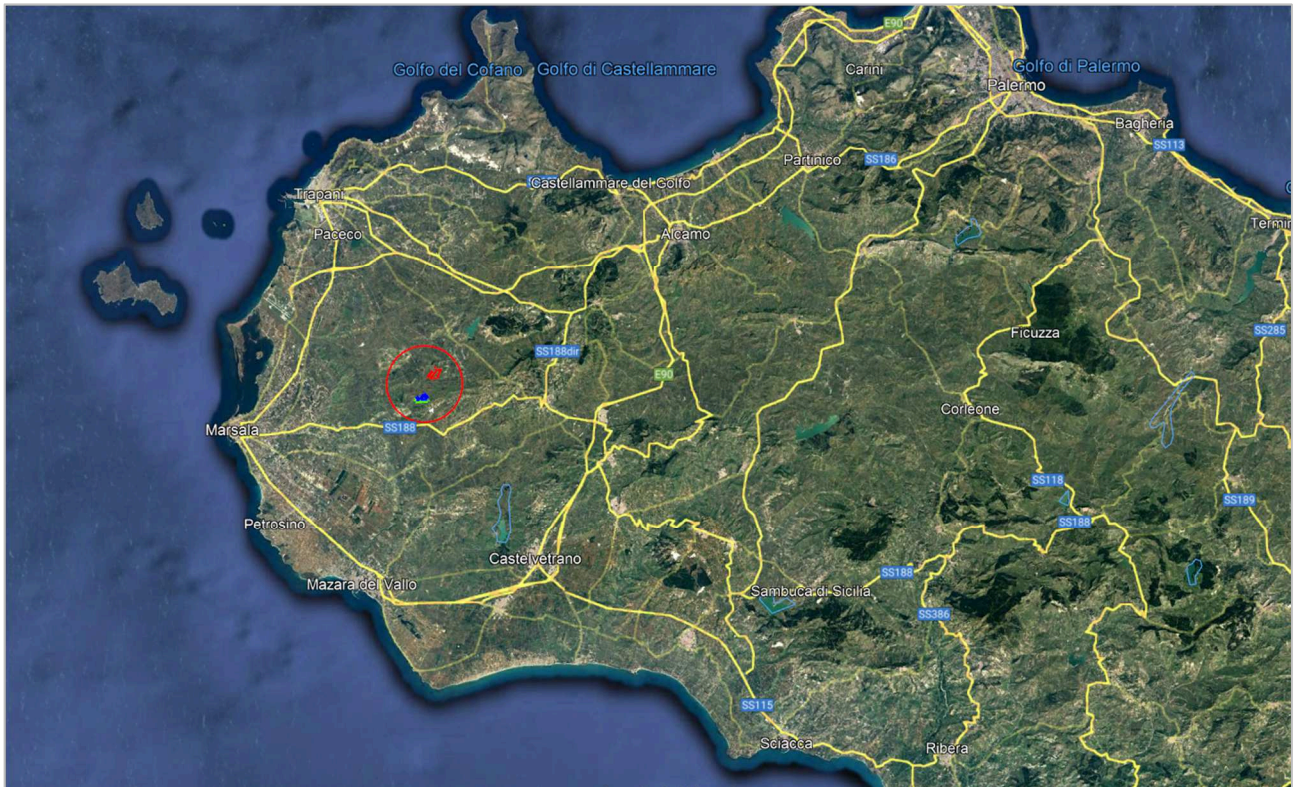 E90
Golfo del Cofano
Golfo di Castellammare
Carini
Golfo di Palermo
Palermo
Bagheria
SS113
Partinico
SS186
Castellammare del Golfo
Trapani
Paceco
Alcamo
SS285
Ficuzza
SS188dir
E90
Corleone
SS188
Marsala
SS118
SS189
SS188
Petrosino
Castelvetrano
Mazara del Vallo
SS188
Sambuca di Sicilia
SS386
SS115
Sciacca
Ribera